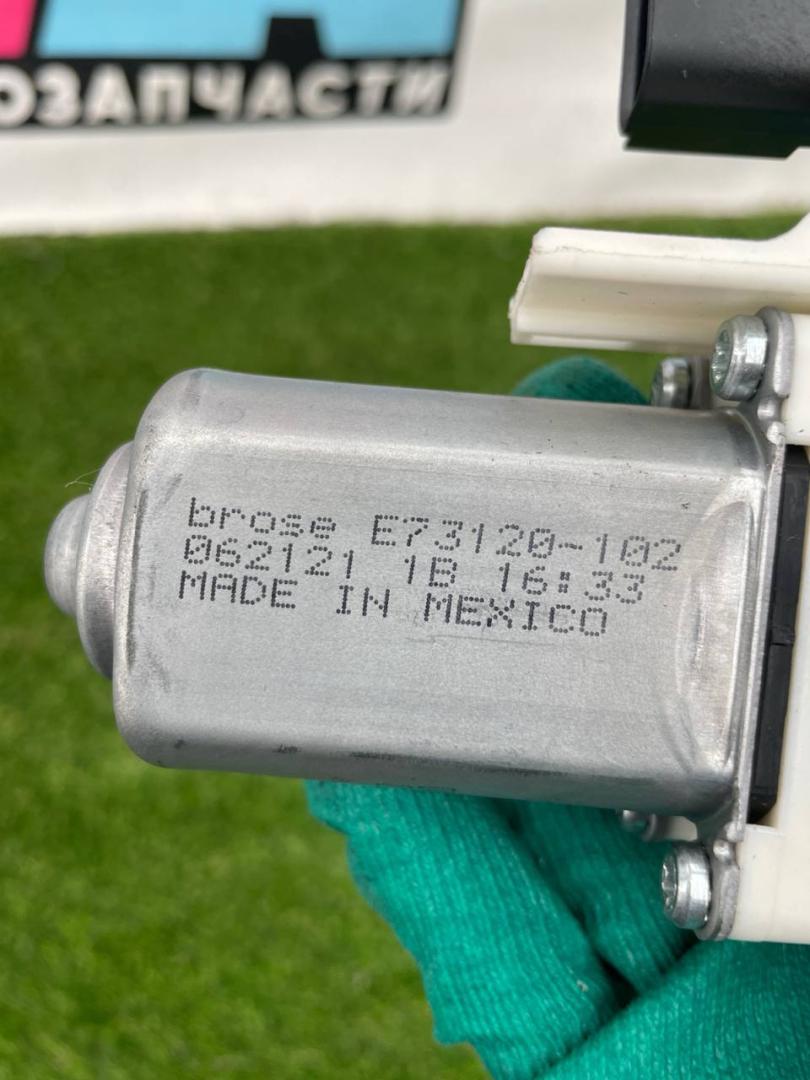 ОЗАПЧАСТИ
brose E73120-102
062121 1B 16:33
MADE IN MEXICO